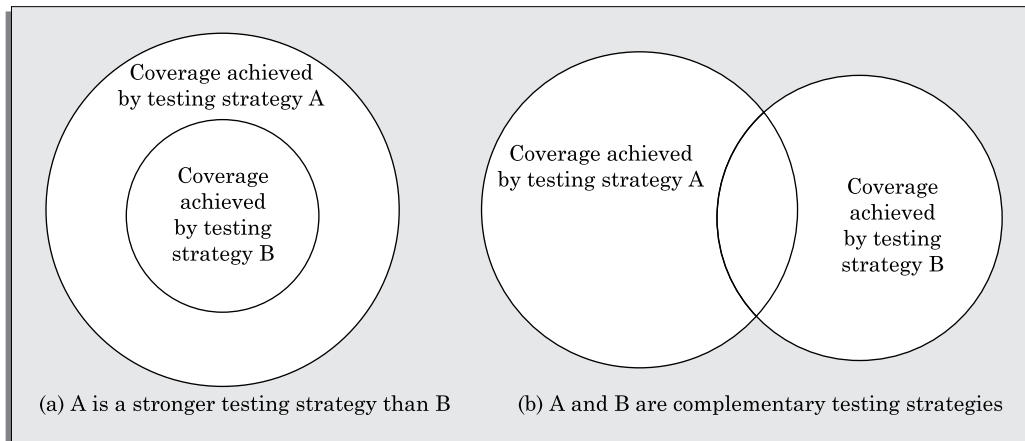 Coverage achieved
by testing strategy A
Coverage
achieved
by testing
strategy B
(a) A is a stronger testing strategy than B
Coverage achieved
by testing strategy A
Coverage
achieved
by testing
strategy B
(b) A and B are complementary testing strategies